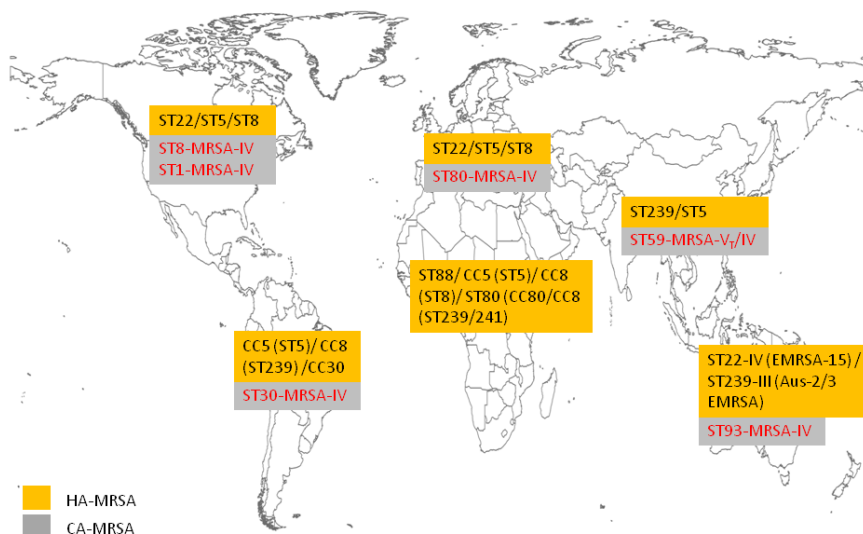 ST22/ST5/ST8
ST8-MRSA-IV
ST1-MRSA-IV
ST22/ST5/ST8
ST80-MRSA-IV
ST239/ST5
ST59-MRSA-V_T/IV
ST88/ CC5 (ST5)/ CC8
(ST8)/ ST80 (CC80/CC8
(ST239/241)
CC5 (ST5)/ CC8
(ST239) /CC30
ST30-MRSA-IV
ST22-IV (EMRSA-15) /
ST239-III (Aus-2/3
EMRSA)
ST93-MRSA-IV
HA-MRSA
CA-MRSA